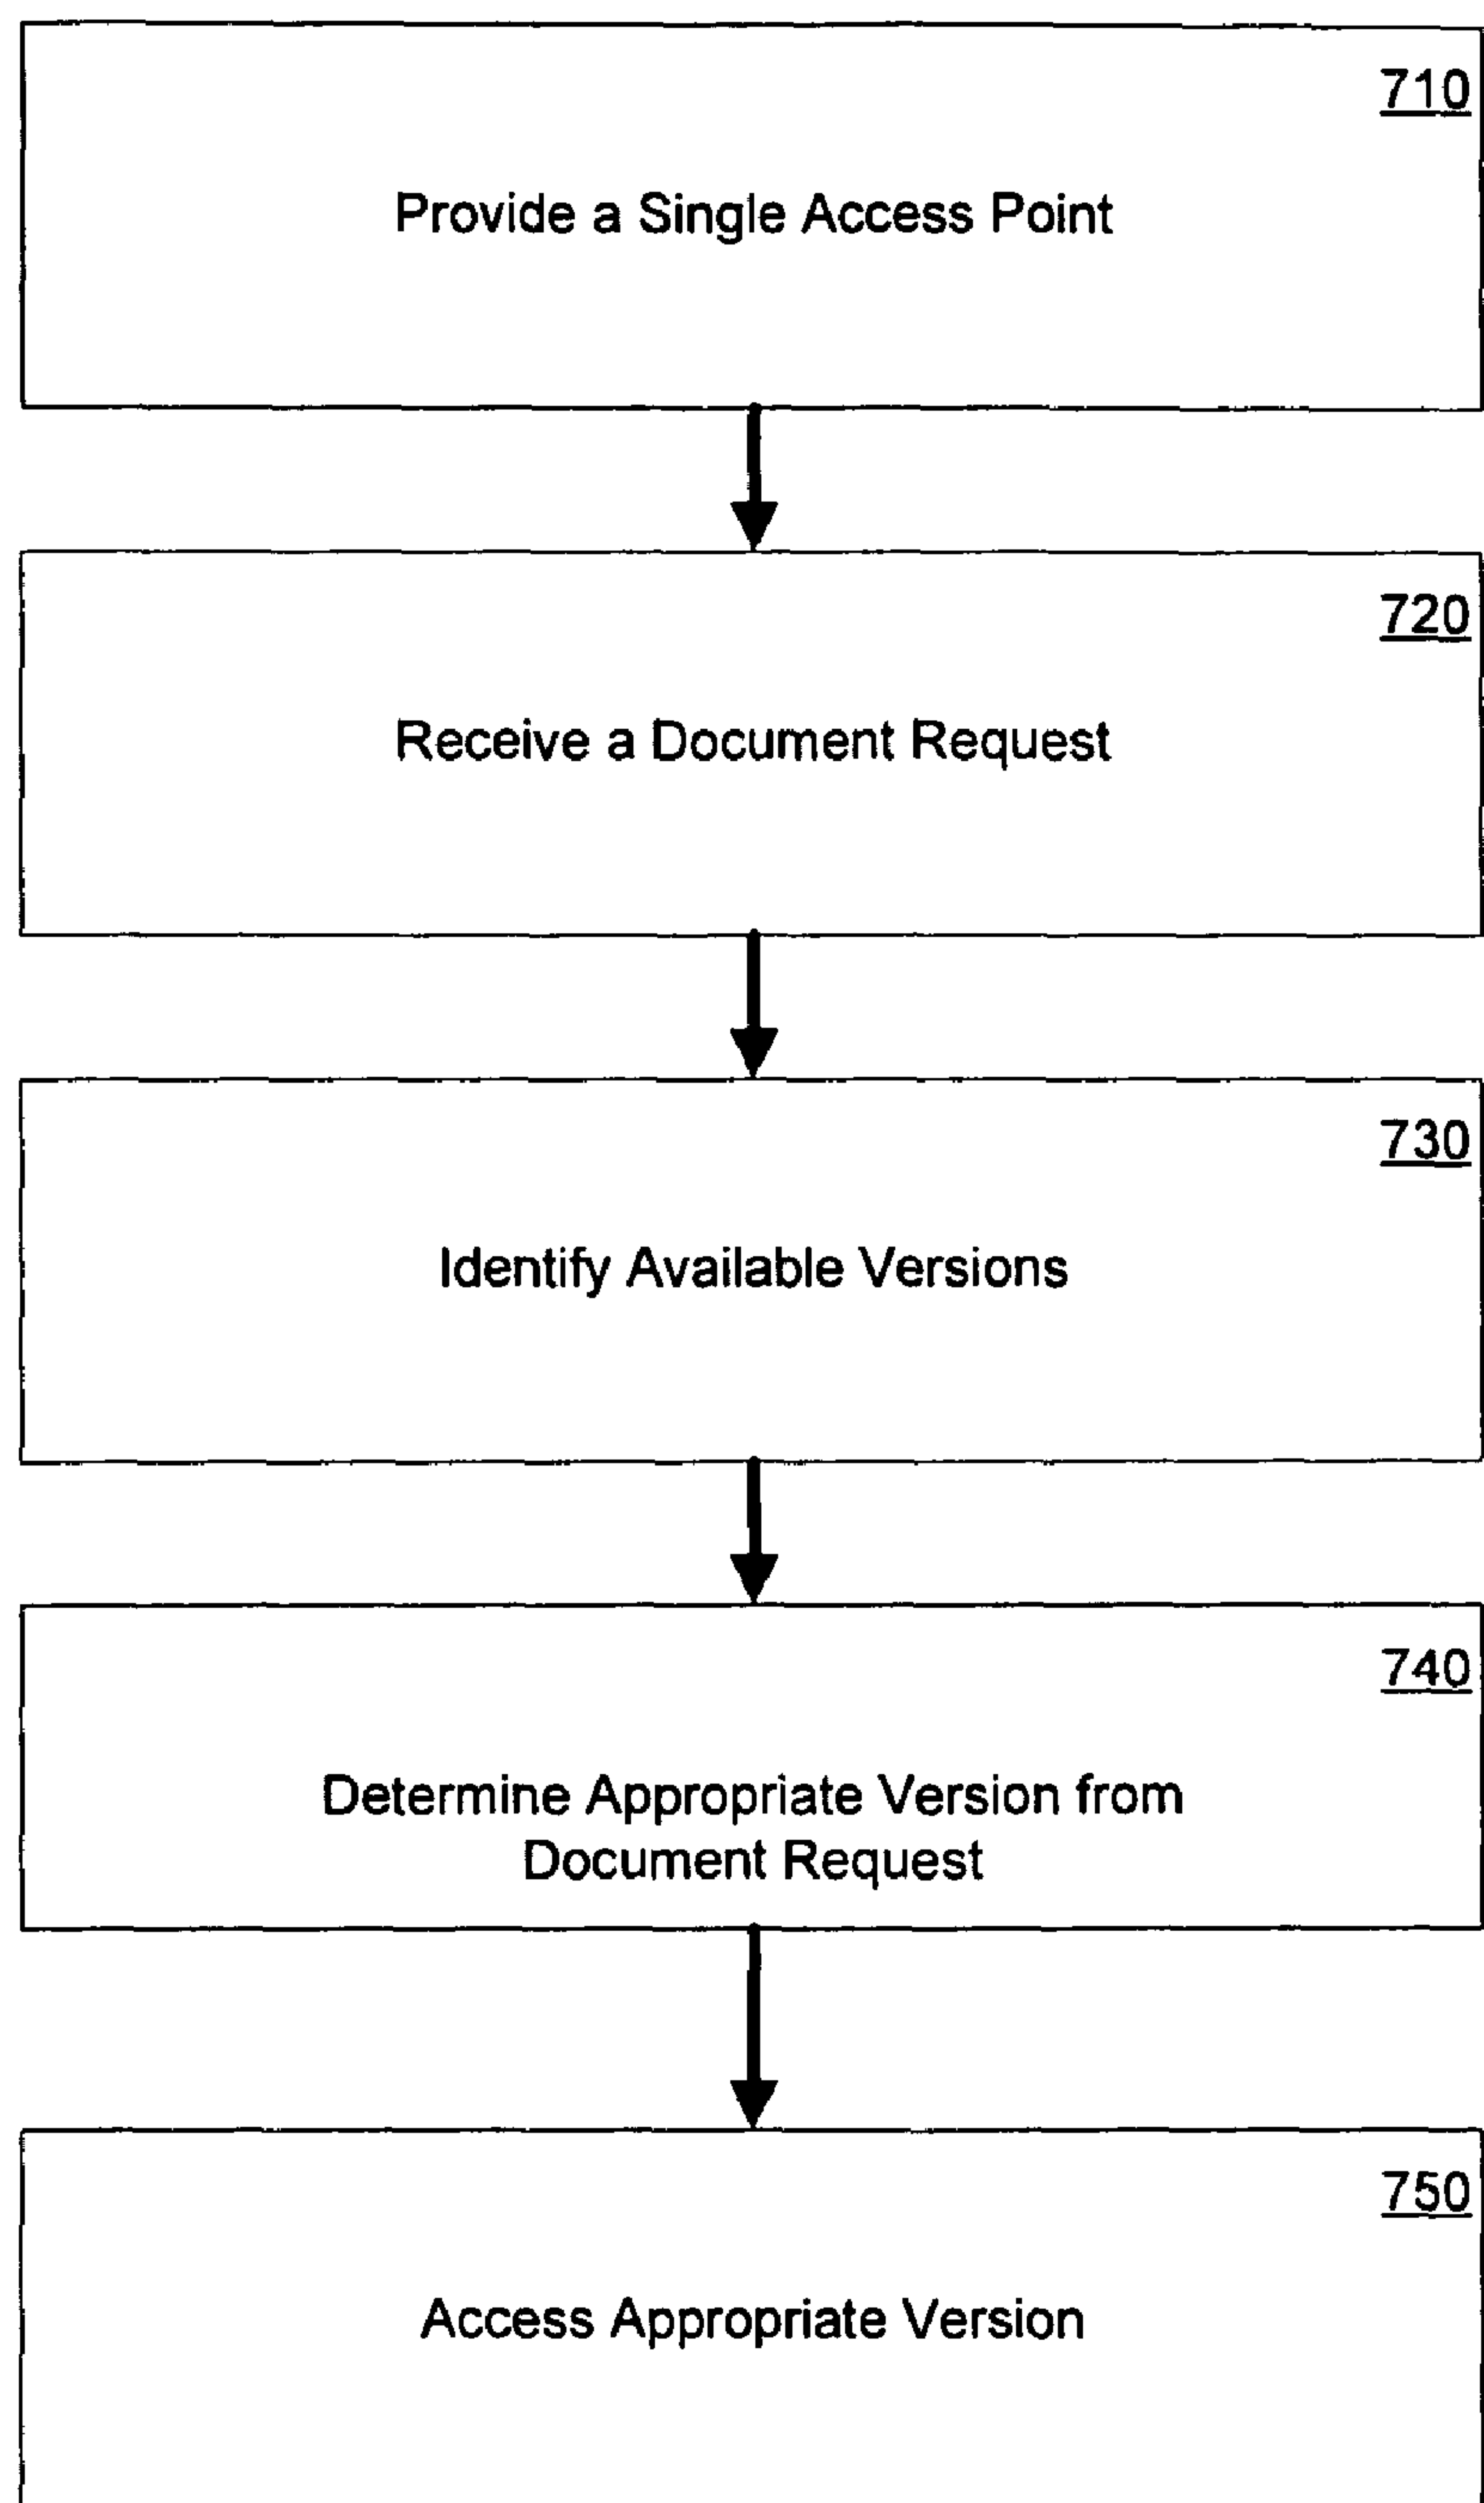 710
Provide a Single Access Point
720
Receive a Document Request
730
Identify Available Versions
740
Determine Appropriate Version from
Document Request
750
Access Appropriate Version